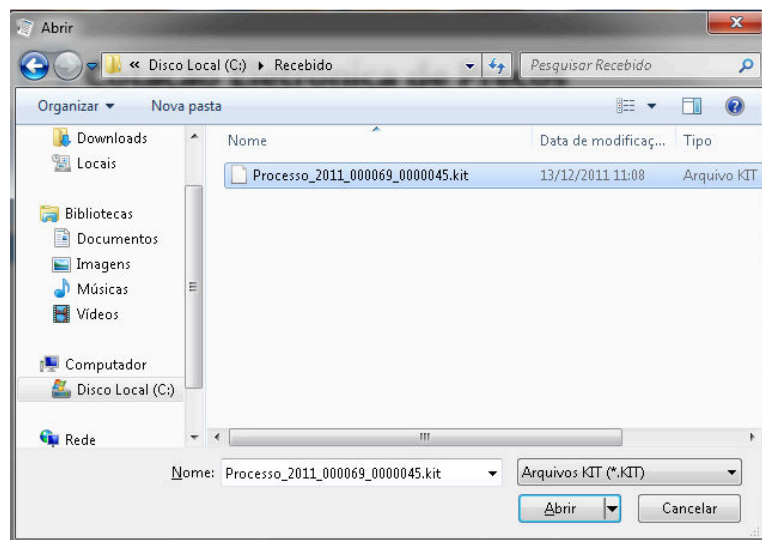 Abrir
« Disco Local (C:) ▸ Recebido
Pesquisar Recebido
Organizar
Nova pasta
Downloads
Locais
Bibliotecas
Documentos
Imagens
Músicas
Vídeos
Computador
Disco Local (C:)
Rede
Nome Data de modificaç... Tipo
Processo_2011_000069_0000045.kit 13/12/2011 11:08 Arquivo KIT
Nome: Processo_2011_000069_0000045.kit
Arquivos KIT (*.KIT)
Abrir
Cancelar